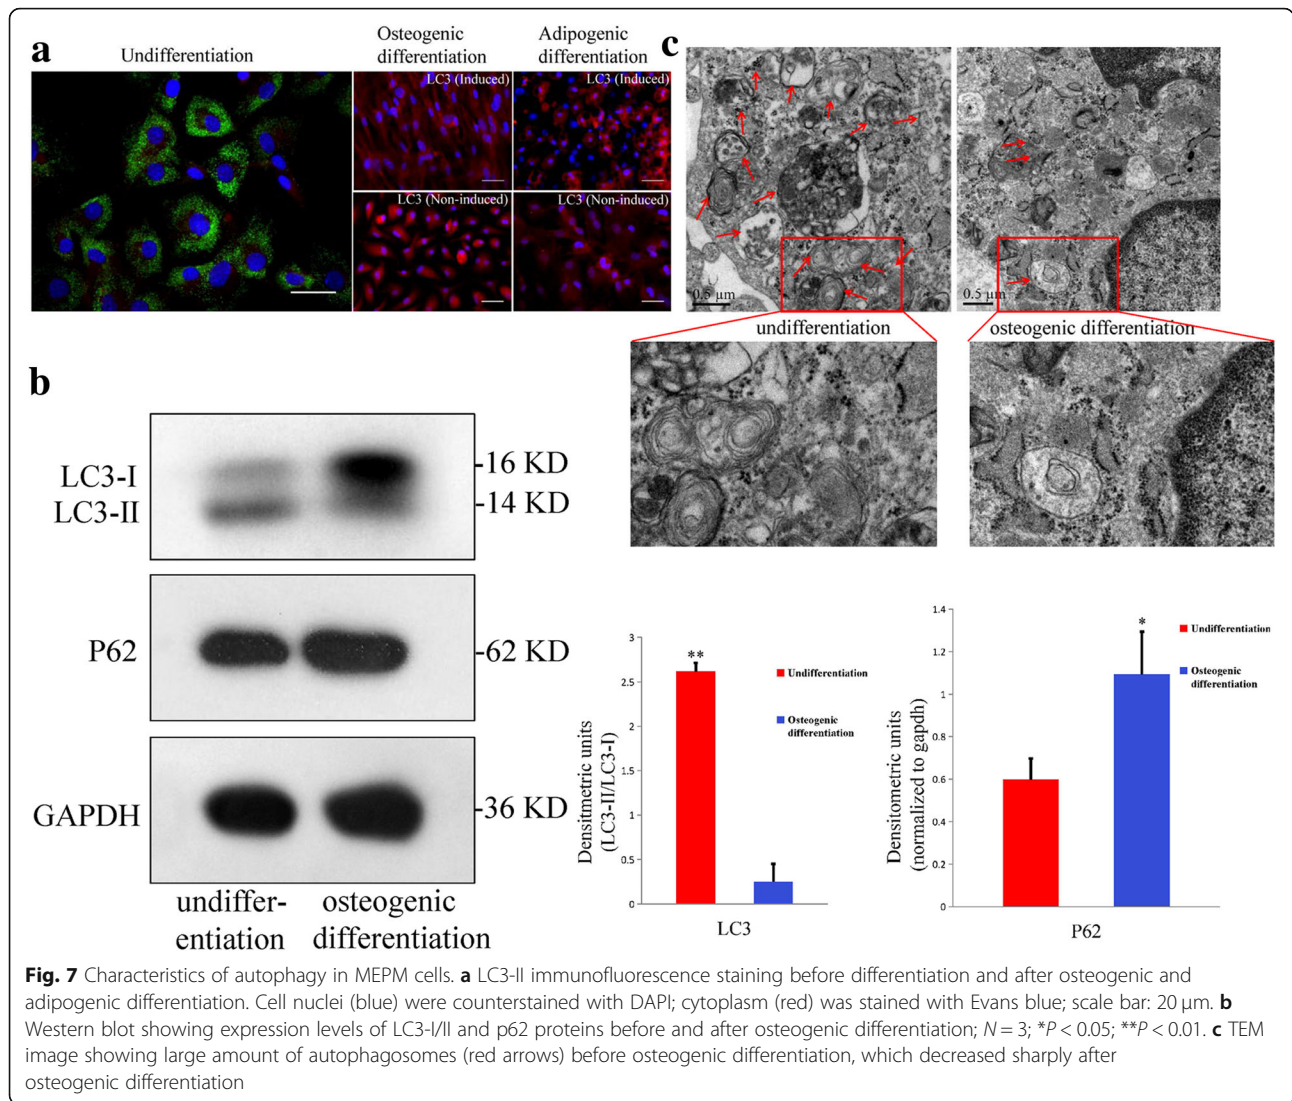 a
Undifferentiation
Osteogenic
differentiation
Adipogenic
differentiation
LC3 (Induced)
LC3 (Induced)
LC3 (Non-induced)
LC3 (Non-induced)
c
0.5 µm
0.5 µm
undifferentiation
osteogenic differentiation
b
LC3-I
LC3-II
-16 KD
-14 KD
P62
-62 KD
GAPDH
-36 KD
undiffer-
entiation
osteogenic
differentiation
Densitmetric units
(LC3-II/LC3-I)
3
2.5
2
1.5
1
0.5
0
**
Undifferentiation
Osteogenic
differentiation
LC3
Densitometric units
(normalized to gapdh)
1.4
1.2
1
0.8
0.6
0.4
0.2
0
*
Undifferentiation
Osteogenic
differentiation
P62
Fig. 7 Characteristics of autophagy in MEPM cells. a LC3-II immunofluorescence staining before differentiation and after osteogenic and
adipogenic differentiation. Cell nuclei (blue) were counterstained with DAPI; cytoplasm (red) was stained with Evans blue; scale bar: 20 µm. b
Western blot showing expression levels of LC3-I/II and p62 proteins before and after osteogenic differentiation; N = 3; *P < 0.05; **P < 0.01. c TEM
image showing large amount of autophagosomes (red arrows) before osteogenic differentiation, which decreased sharply after
osteogenic differentiation